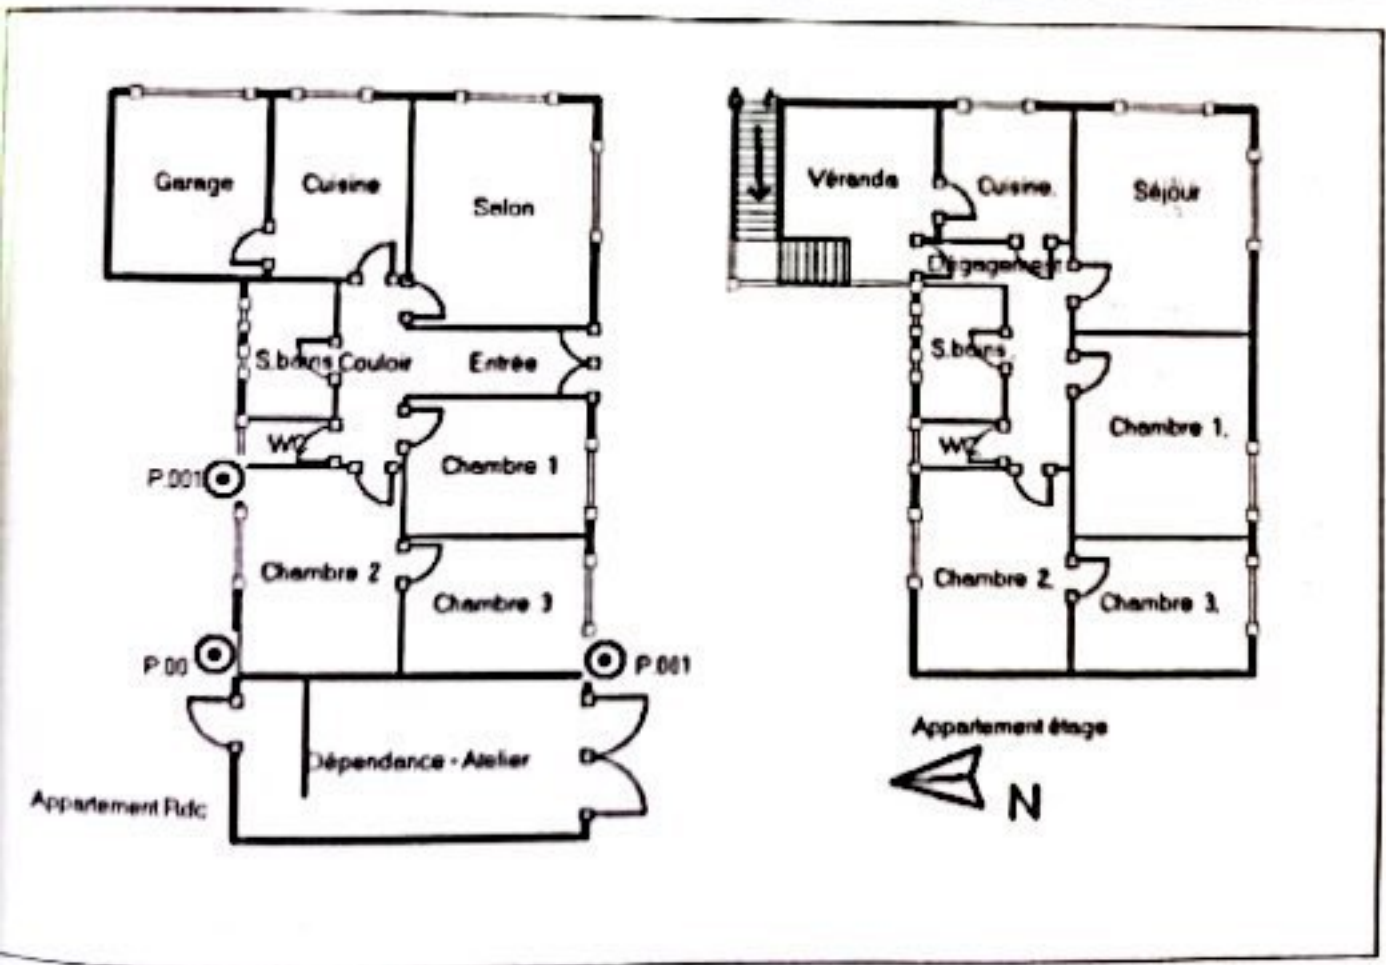 Garage
Cuisine
Salon
S.bains
Couloir
Entrée
WC
P.001
Chambre 1
Chambre 2
Chambre 3
P.00
P.001
Dépendance - Atelier
Appartement Rdc
Véranda
Cuisine.
Séjour
Dégagement
S.bains
WC
Chambre 1.
Chambre 2.
Chambre 3.
Appartement étage
N